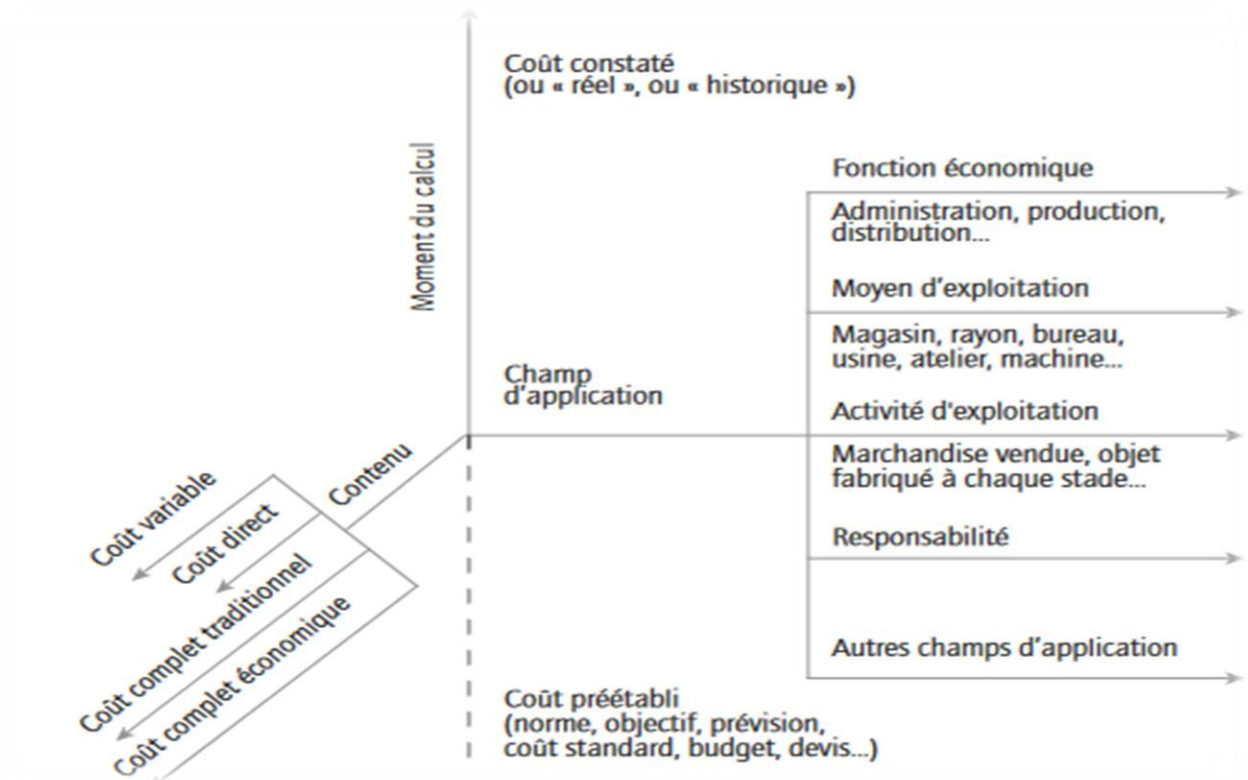 Coût constaté
(ou « réel », ou « historique »)
Moment du calcul
Fonction économique
Administration, production,
distribution...
Moyen d'exploitation
Magasin, rayon, bureau,
usine, atelier, machine...
Champ
d'application
Activité d'exploitation
Marchandise vendue, objet
fabriqué à chaque stade...
Responsabilité
Autres champs d'application
Contenu
Coût variable
Coût direct
Coût complet traditionnel
Coût complet économique
Coût préétabli
(norme, objectif, prévision,
coût standard, budget, devis...)